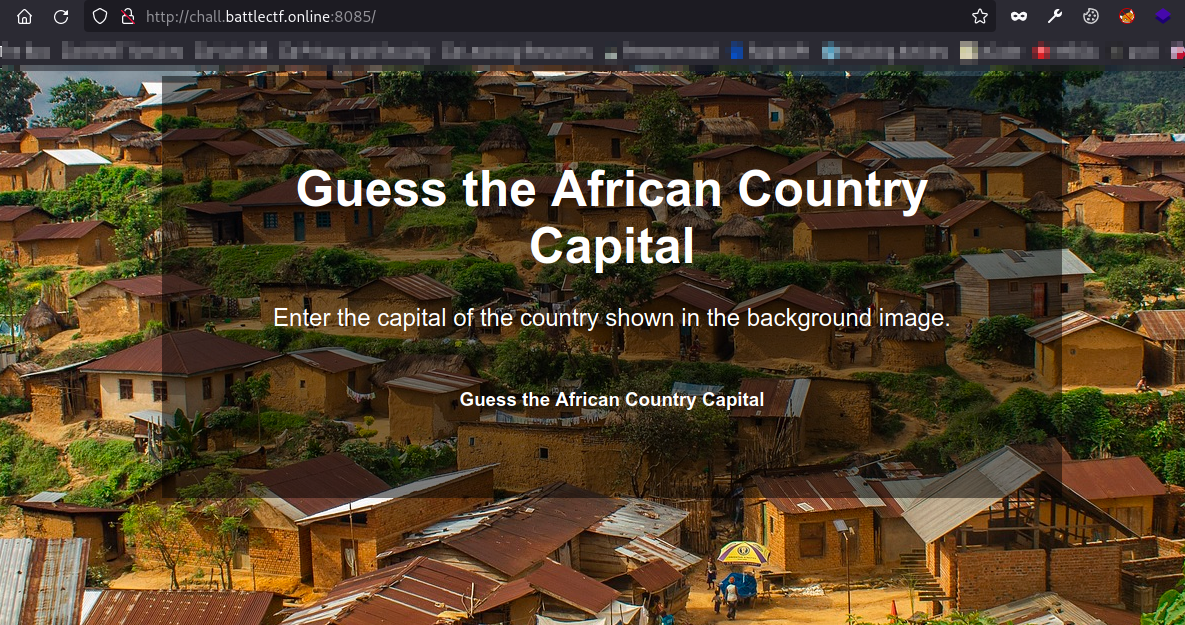 http://chall.battlectf.online:8085/
Guess the African Country
Capital
Enter the capital of the country shown in the background image.
Guess the African Country Capital